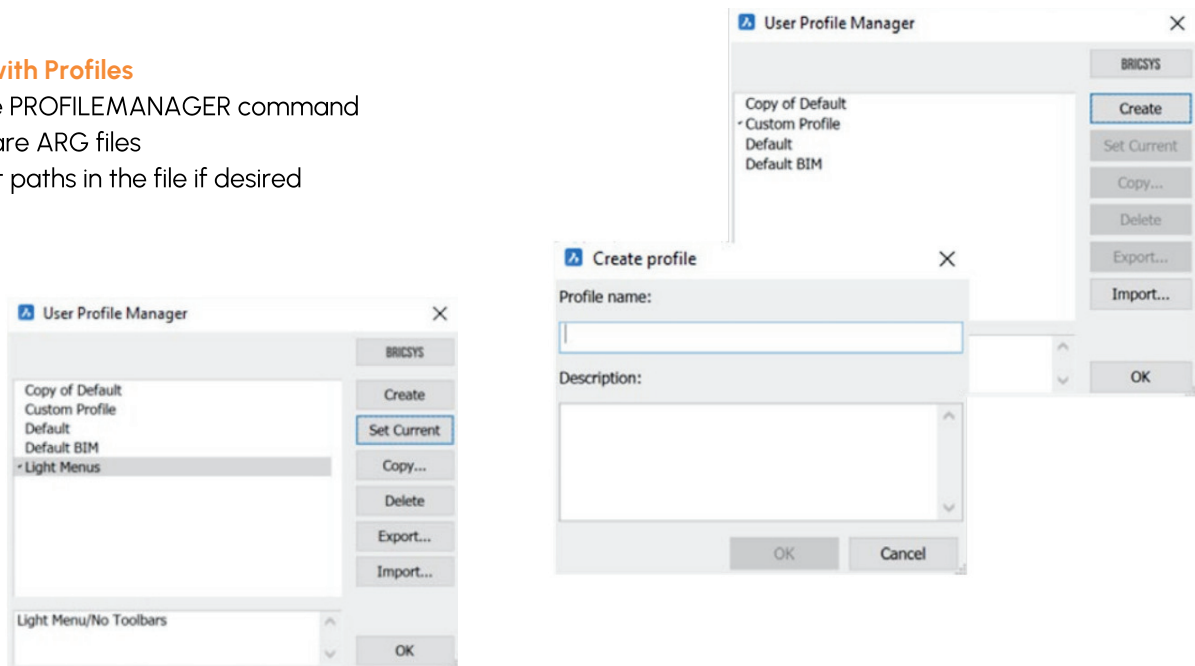 with Profiles
e PROFILEMANAGER command
are ARG files
r paths in the file if desired
User Profile Manager
BRICSYS
Copy of Default
Custom Profile
Default
Default BIM
Create
Set Current
Copy...
Delete
Export...
Import...
OK
Create profile
Profile name:
Description:
OK
Cancel
User Profile Manager
BRICSYS
Copy of Default
Custom Profile
Default
Default BIM
Light Menus
Create
Set Current
Copy...
Delete
Export...
Import...
Light Menu/No Toolbars
OK